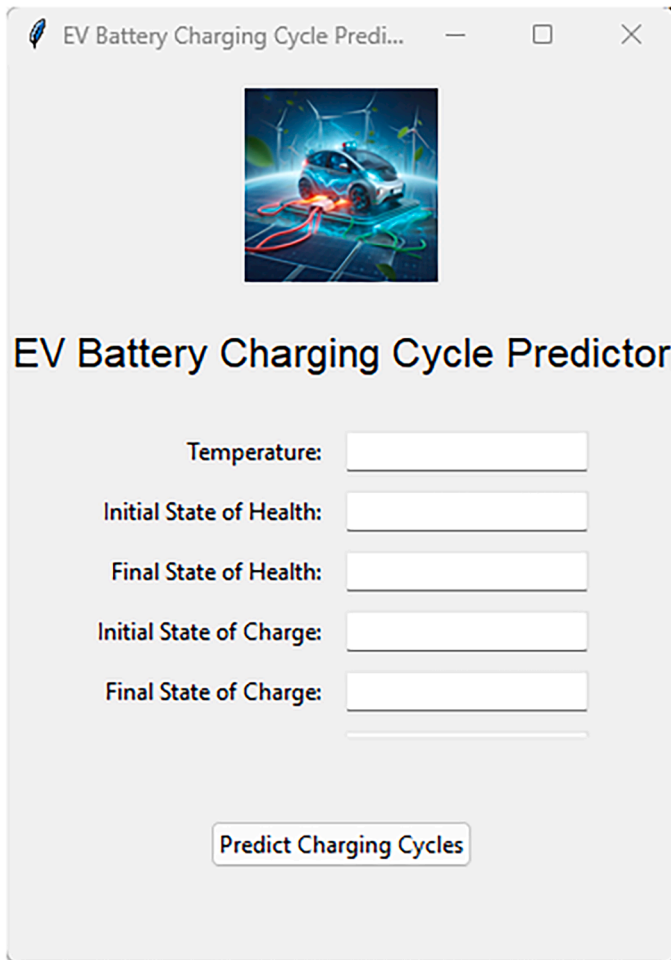 EV Battery Charging Cycle Predi...
EV Battery Charging Cycle Predictor
Temperature:
Initial State of Health:
Final State of Health:
Initial State of Charge:
Final State of Charge:
Predict Charging Cycles